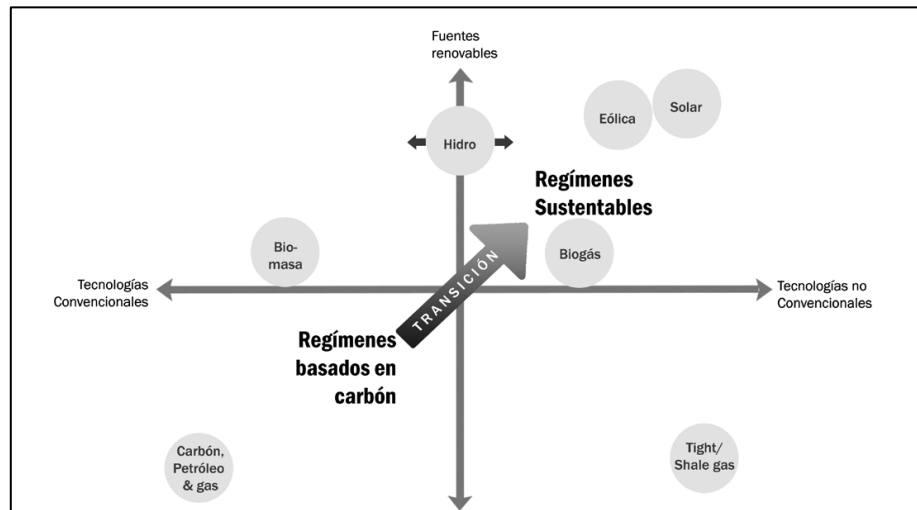 Fuentes
renovables
Solar
Eólica
Hidro
Regímenes
Sustentables
Bio-
masa
Biogás
TRANSICIÓN
Tecnologías
Convencionales
Tecnologías no
Convencionales
Regímenes
basados en
carbón
Carbón,
Petróleo
& gas
Tight/
Shale gas